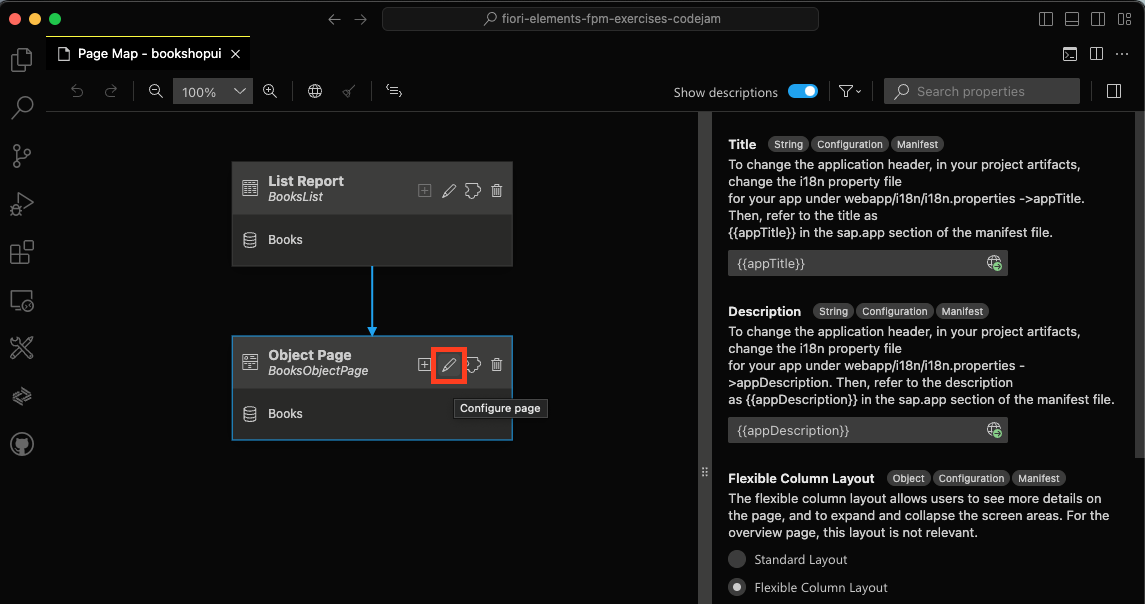 fiori-elements-fpm-exercises-codejam
Page Map - bookshopui
100%
Show descriptions
Search properties
List Report
BooksList
Books
Object Page
BooksObjectPage
Configure page
Books
Title String Configuration Manifest
To change the application header, in your project artifacts,
change the i18n property file
for your app under webapp/i18n/i18n.properties ->appTitle.
Then, refer to the title as
{{appTitle}} in the sap.app section of the manifest file.
{{appTitle}}
Description String Configuration Manifest
To change the application header, in your project artifacts,
change the i18n property file
for your app under webapp/i18n/i18n.properties -
>appDescription. Then, refer to the description
as {{appDescription}} in the sap.app section of the manifest file.
{{appDescription}}
Flexible Column Layout Object Configuration Manifest
The flexible column layout allows users to see more details on
the page, and to expand and collapse the screen areas. For the
overview page, this layout is not relevant.
Standard Layout
Flexible Column Layout